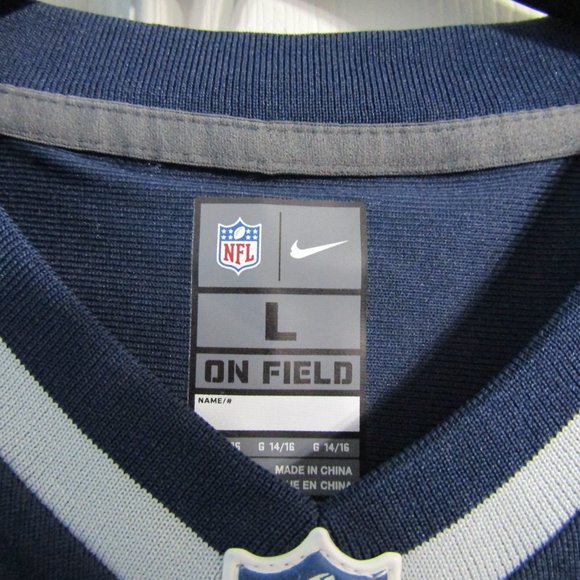 NFL
L
ON FIELD
NAME/#
G 14/16 G 14/16
MADE IN CHINA
EN CHINA